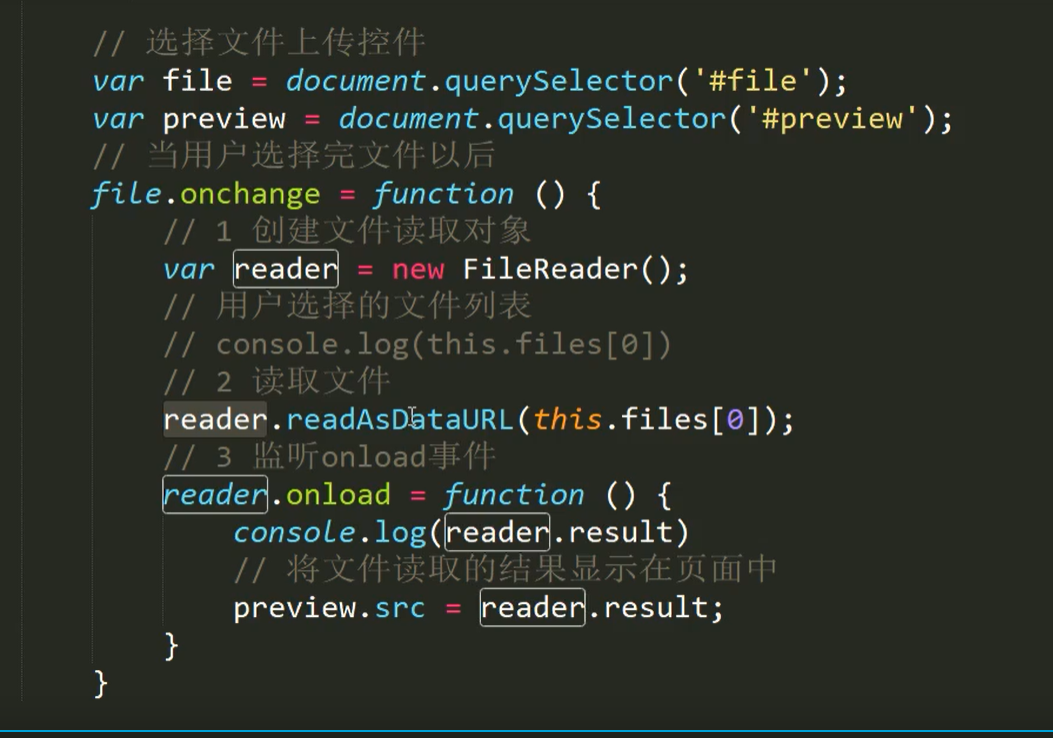 // 选择文件上传控件
var file = document.querySelector('#file');
var preview = document.querySelector('#preview');
// 当用户选择完文件以后
file.onchange = function () {
// 1 创建文件读取对象
var reader = new FileReader();
// 用户选择的文件列表
// console.log(this.files[0])
// 2 读取文件
reader.readAsDataURL(this.files[0]);
// 3 监听onload事件
reader.onload = function () {
console.log(reader.result)
// 将文件读取的结果显示在页面中
preview.src = reader.result;
}
}